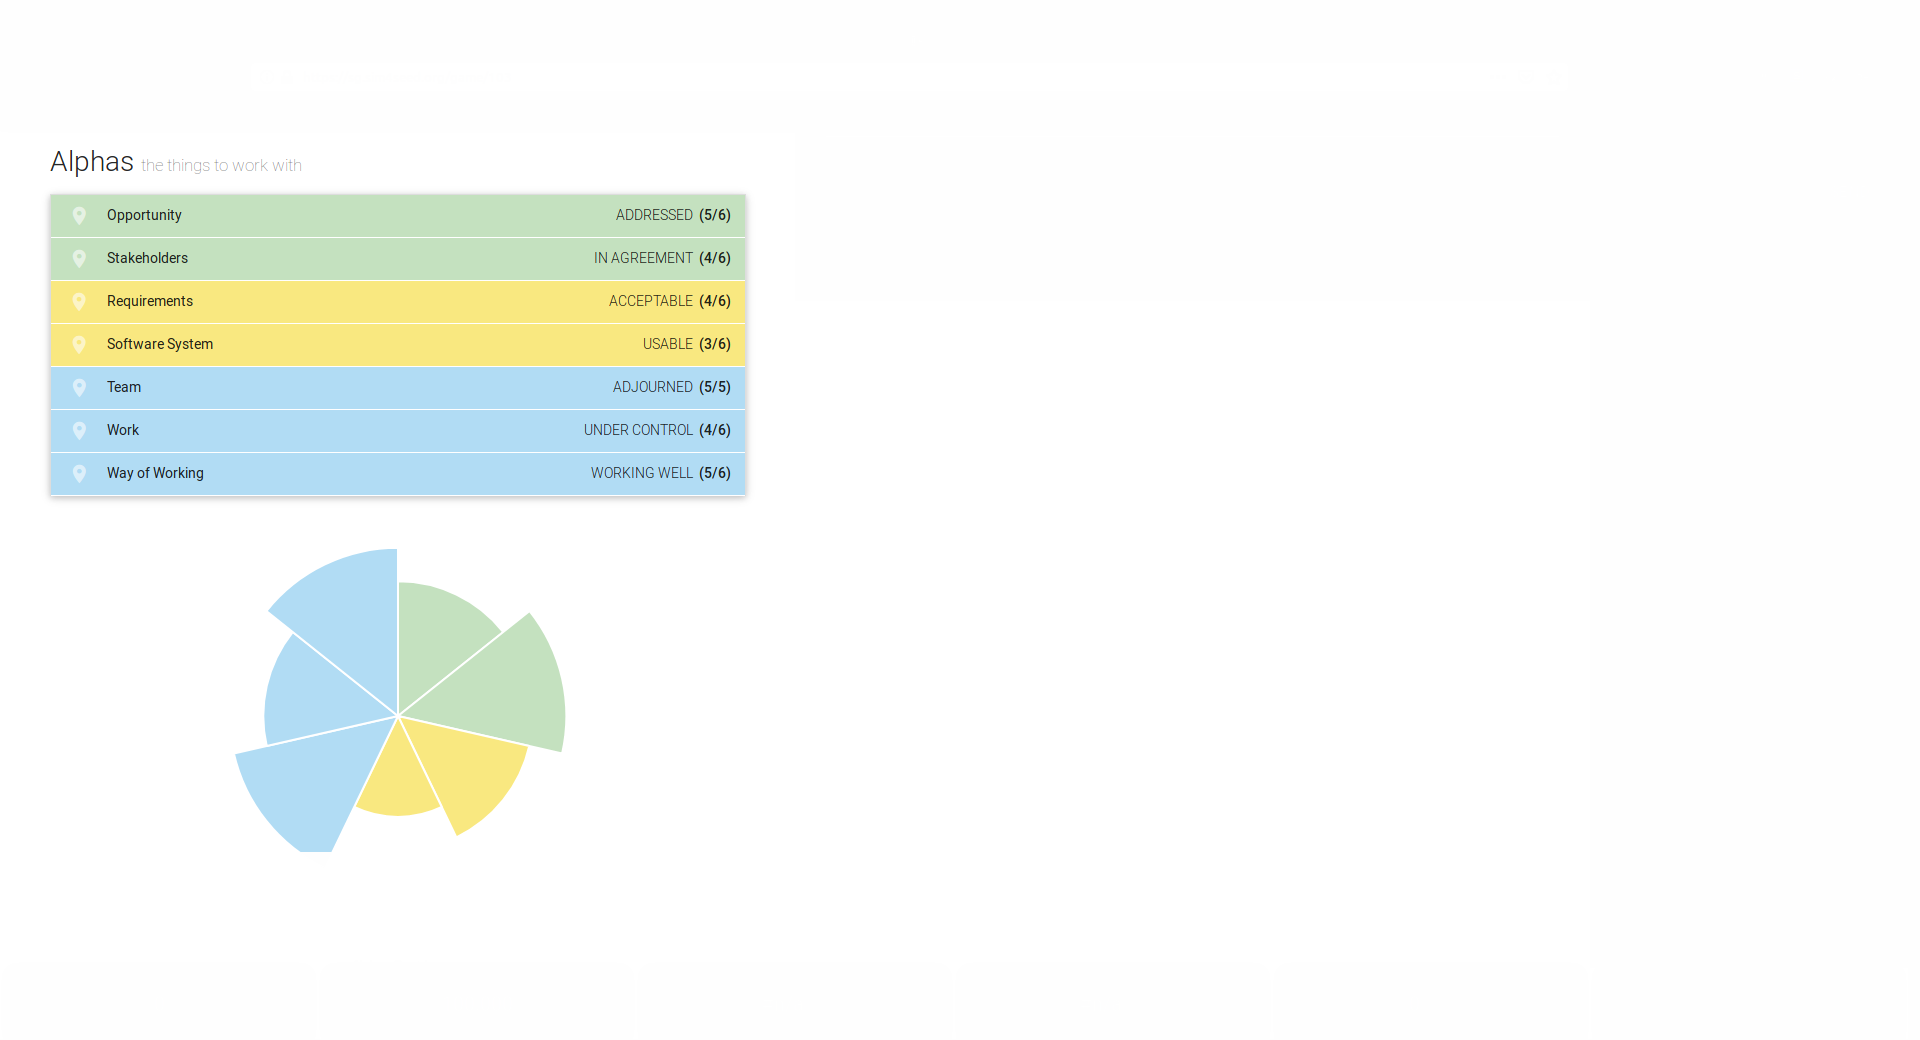 Alphas the things to work with
Opportunity ADDRESSED (5/6)
Stakeholders IN AGREEMENT (4/6)
Requirements ACCEPTABLE (4/6)
Software System USABLE (3/6)
Team ADJOURNED (5/5)
Work UNDER CONTROL (4/6)
Way of Working WORKING WELL (5/6)